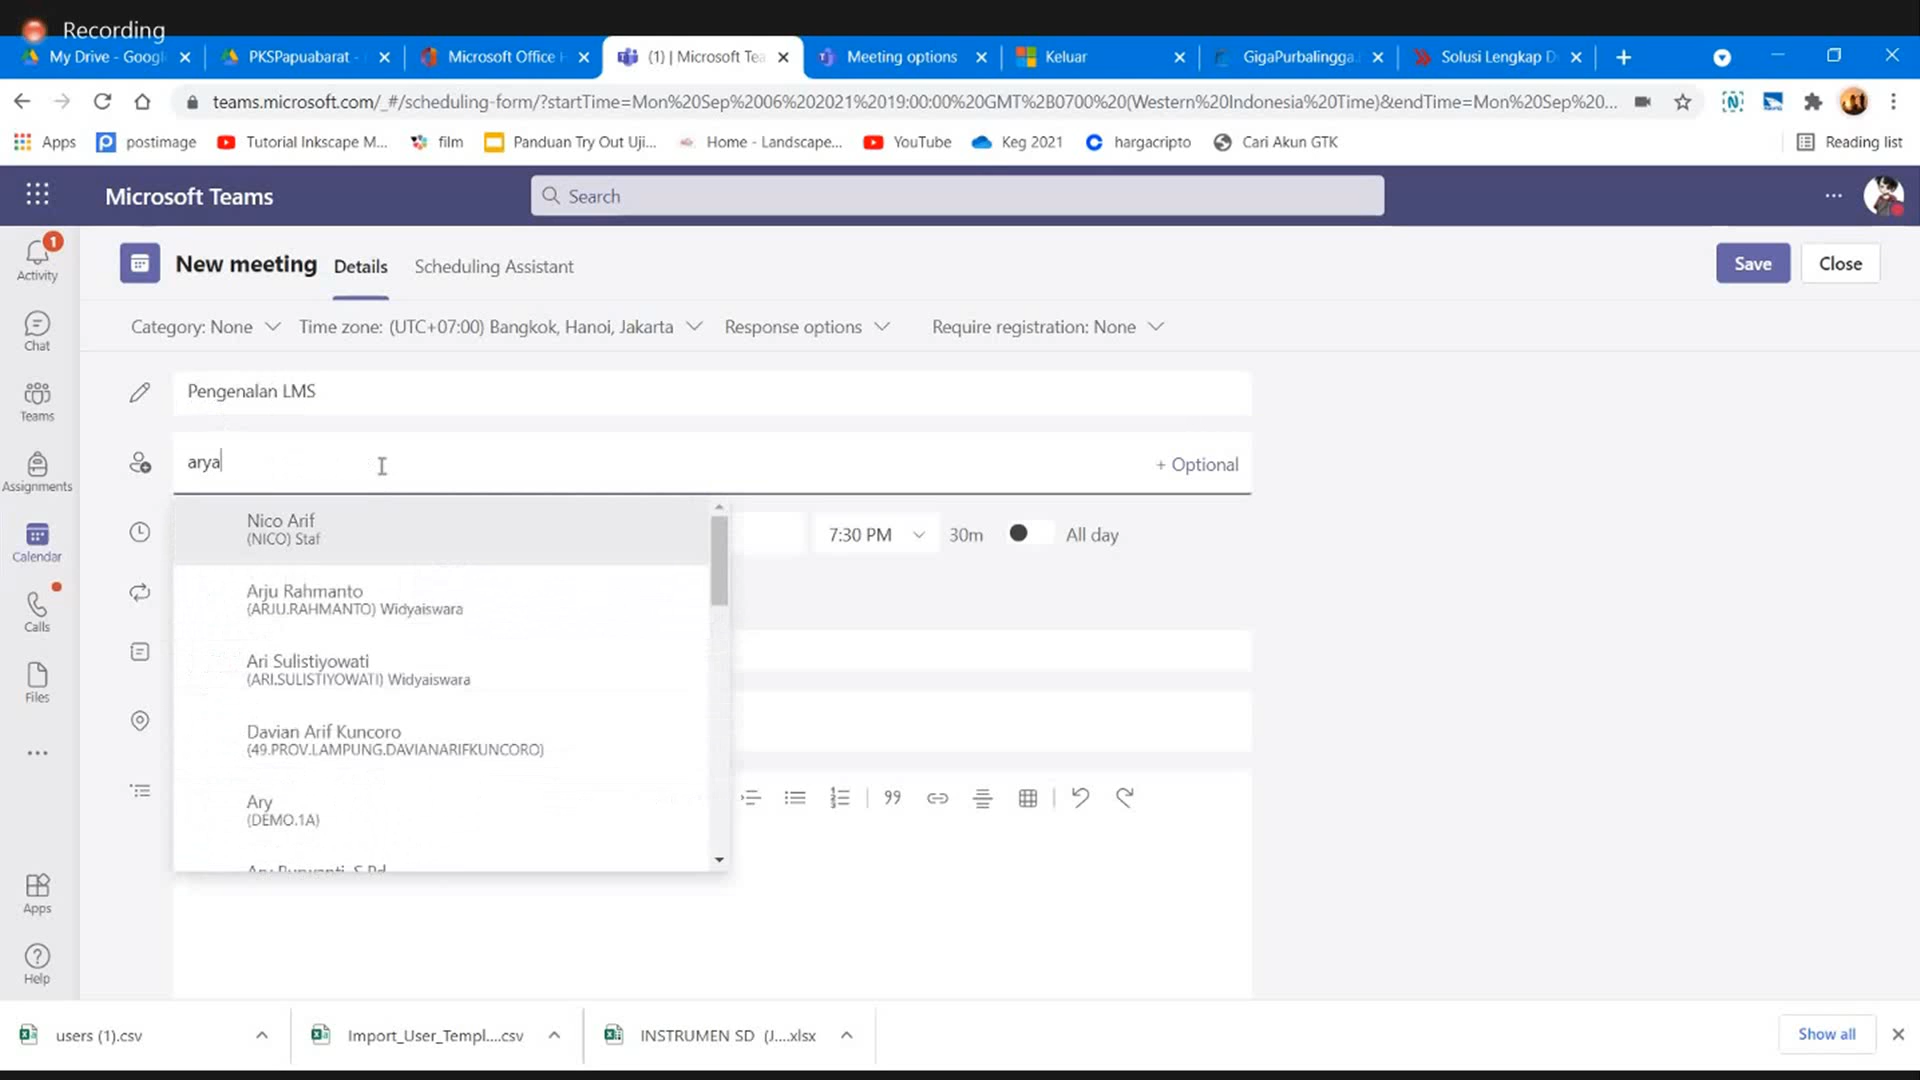 Recording
My Drive - Googl
PKSPapuabarat -
Microsoft Office H
(1) | Microsoft Tea
Meeting options
Keluar
GigaPurbalingga.
Solusi Lengkap D
teams.microsoft.com/_#/scheduling-form/?startTime=Mon%20Sep%2006%202021%2019:00:00%20GMT%2B0700%20(Western%20Indonesia%20Time)&endTime=Mon%20Sep%20...
Apps
postimage
Tutorial Inkscape M...
film
Panduan Try Out Uji...
Home - Landscape...
YouTube
Keg 2021
hargacripto
Cari Akun GTK
Reading list
Microsoft Teams
Search
1
Activity
Chat
Teams
Assignments
Calendar
Calls
Files
Apps
Help
New meeting
Details
Scheduling Assistant
Save
Close
Category: None
Time zone: (UTC+07:00) Bangkok, Hanoi, Jakarta
Response options
Require registration: None
Pengenalan LMS
arya
+ Optional
Nico Arif
(NICO) Staf
Arju Rahmanto
(ARJU.RAHMANTO) Widyaiswara
Ari Sulistiyowati
(ARI.SULISTIYOWATI) Widyaiswara
Davian Arif Kuncoro
(49.PROV.LAMPUNG.DAVIANARIFKUNCORO)
Ary
(DEMO.1A)
Ary Purwanti, S.Pd
7:30 PM
30m
All day
users (1).csv
Import_User_Templ....csv
INSTRUMEN SD (J....xlsx
Show all